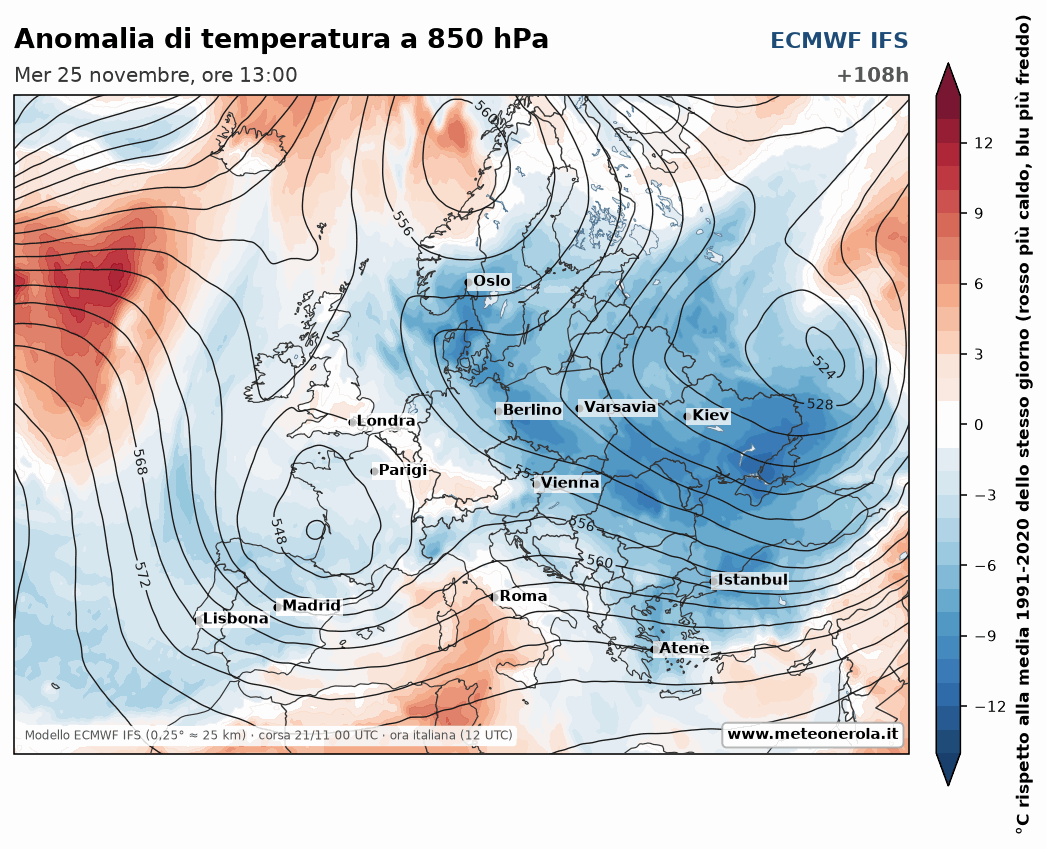 Anomalia di temperatura a 850 hPa
ECMWF IFS
Mer 25 novembre, ore 13:00
+108h
560
556
Oslo
524
528
Berlino
Varsavia
Kiev
Londra
568
Parigi
Vienna
548
556
560
572
Istanbul
Roma
Madrid
Lisbona
Atene
Modello ECMWF IFS (0,25° ≈ 25 km) · corsa 21/11 00 UTC · ora italiana (12 UTC)
www.meteonerola.it
12
9
6
3
0
−3
−6
−9
−12
°C rispetto alla media 1991-2020 dello stesso giorno (rosso più caldo, blu più freddo)